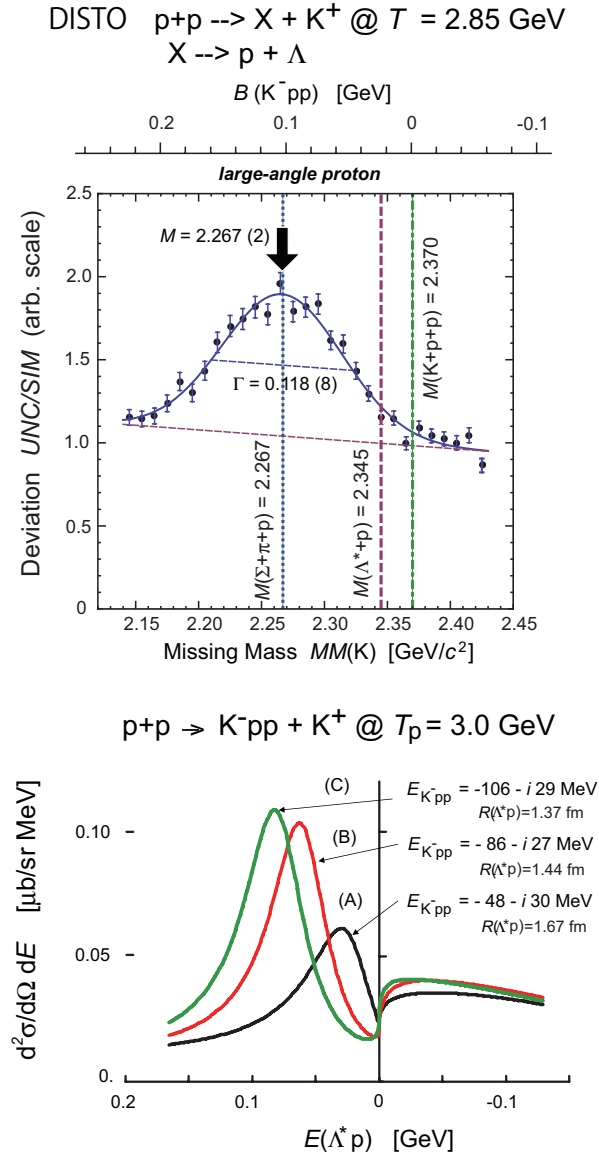 DISTO p+p --> X + K⁺ @ T = 2.85 GeV
X --> p + Λ
B (K⁻pp) [GeV]
0.2 0.1 0 -0.1
large-angle proton
2.5
2.0
1.5
1.0
0.5
0
Deviation UNC/SIM (arb. scale)
M = 2.267 (2)
Γ = 0.118 (8)
M(Σ+π+p) = 2.267
M(Λ*+p) = 2.345
M(K+p+p) = 2.370
2.15 2.20 2.25 2.30 2.35 2.40 2.45
Missing Mass MM(K) [GeV/c²]
p+p → K⁻pp + K⁺ @ Tₚ = 3.0 GeV
d²σ/dΩ dE [μb/sr MeV]
0.10
0.05
0.
(C)
(B)
(A)
E_K⁻pp = -106 - i 29 MeV
R(Λ*p)=1.37 fm
E_K⁻pp = - 86 - i 27 MeV
R(Λ*p)=1.44 fm
E_K⁻pp = - 48 - i 30 MeV
R(Λ*p)=1.67 fm
0.2 0.1 0 -0.1
E(Λ*p) [GeV]